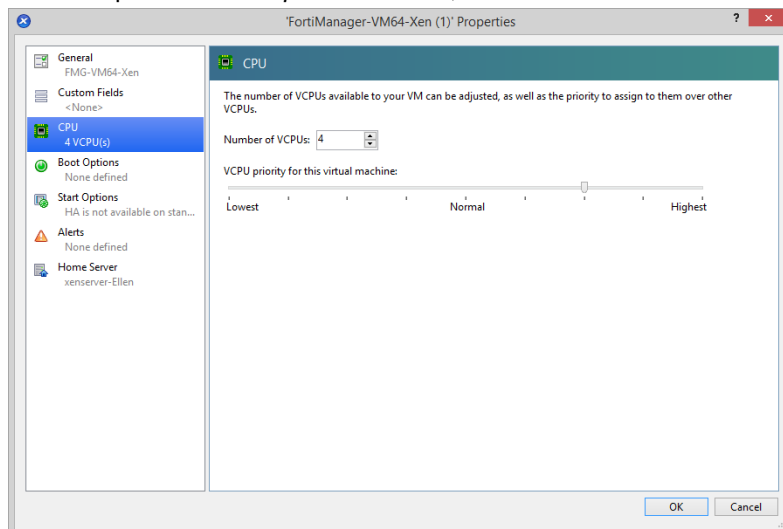 'FortiManager-VM64-Xen (1)' Properties
?
×
General
FMG-VM64-Xen
Custom Fields
<None>
CPU
4 VCPU(s)
Boot Options
None defined
Start Options
HA is not available on stan...
Alerts
None defined
Home Server
xenserver-Ellen
CPU
The number of VCPUs available to your VM can be adjusted, as well as the priority to assign to them over other
VCPUs.
Number of VCPUs: 4
VCPU priority for this virtual machine:
Lowest Normal Highest
OK Cancel